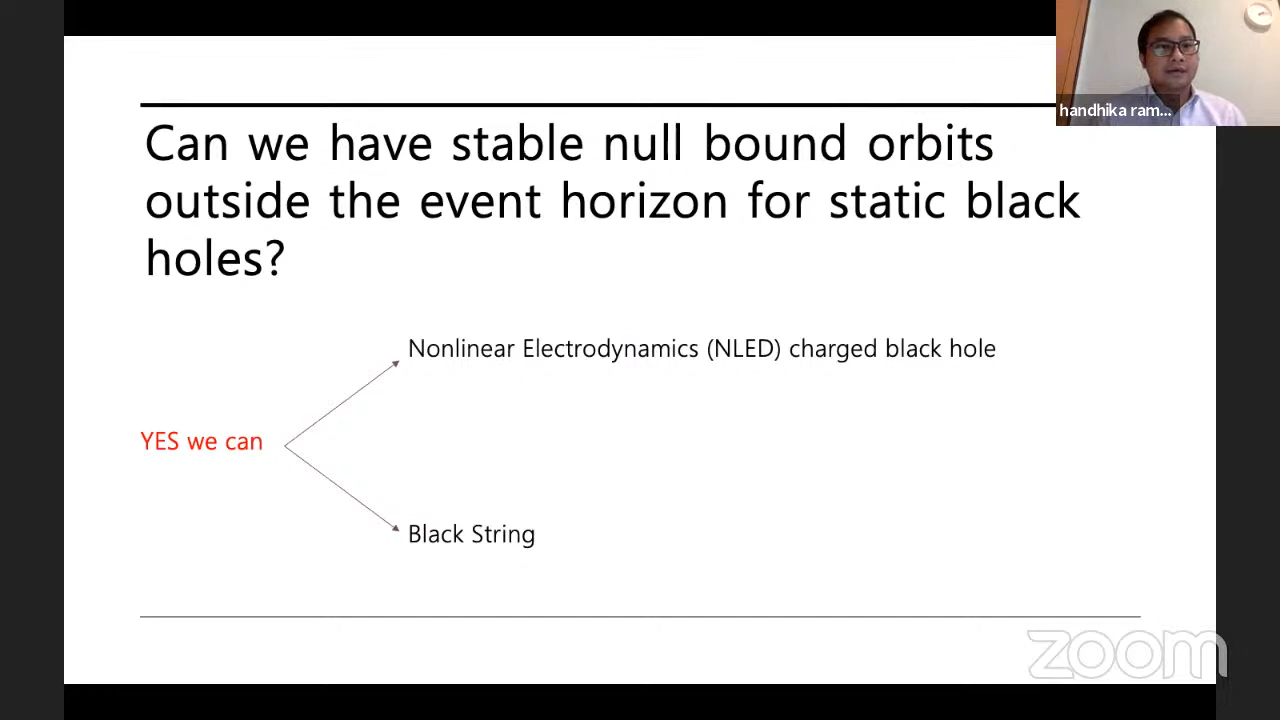 handhika ram...
Can we have stable null bound orbits
outside the event horizon for static black
holes?
Nonlinear Electrodynamics (NLED) charged black hole
YES we can
Black String
zoom